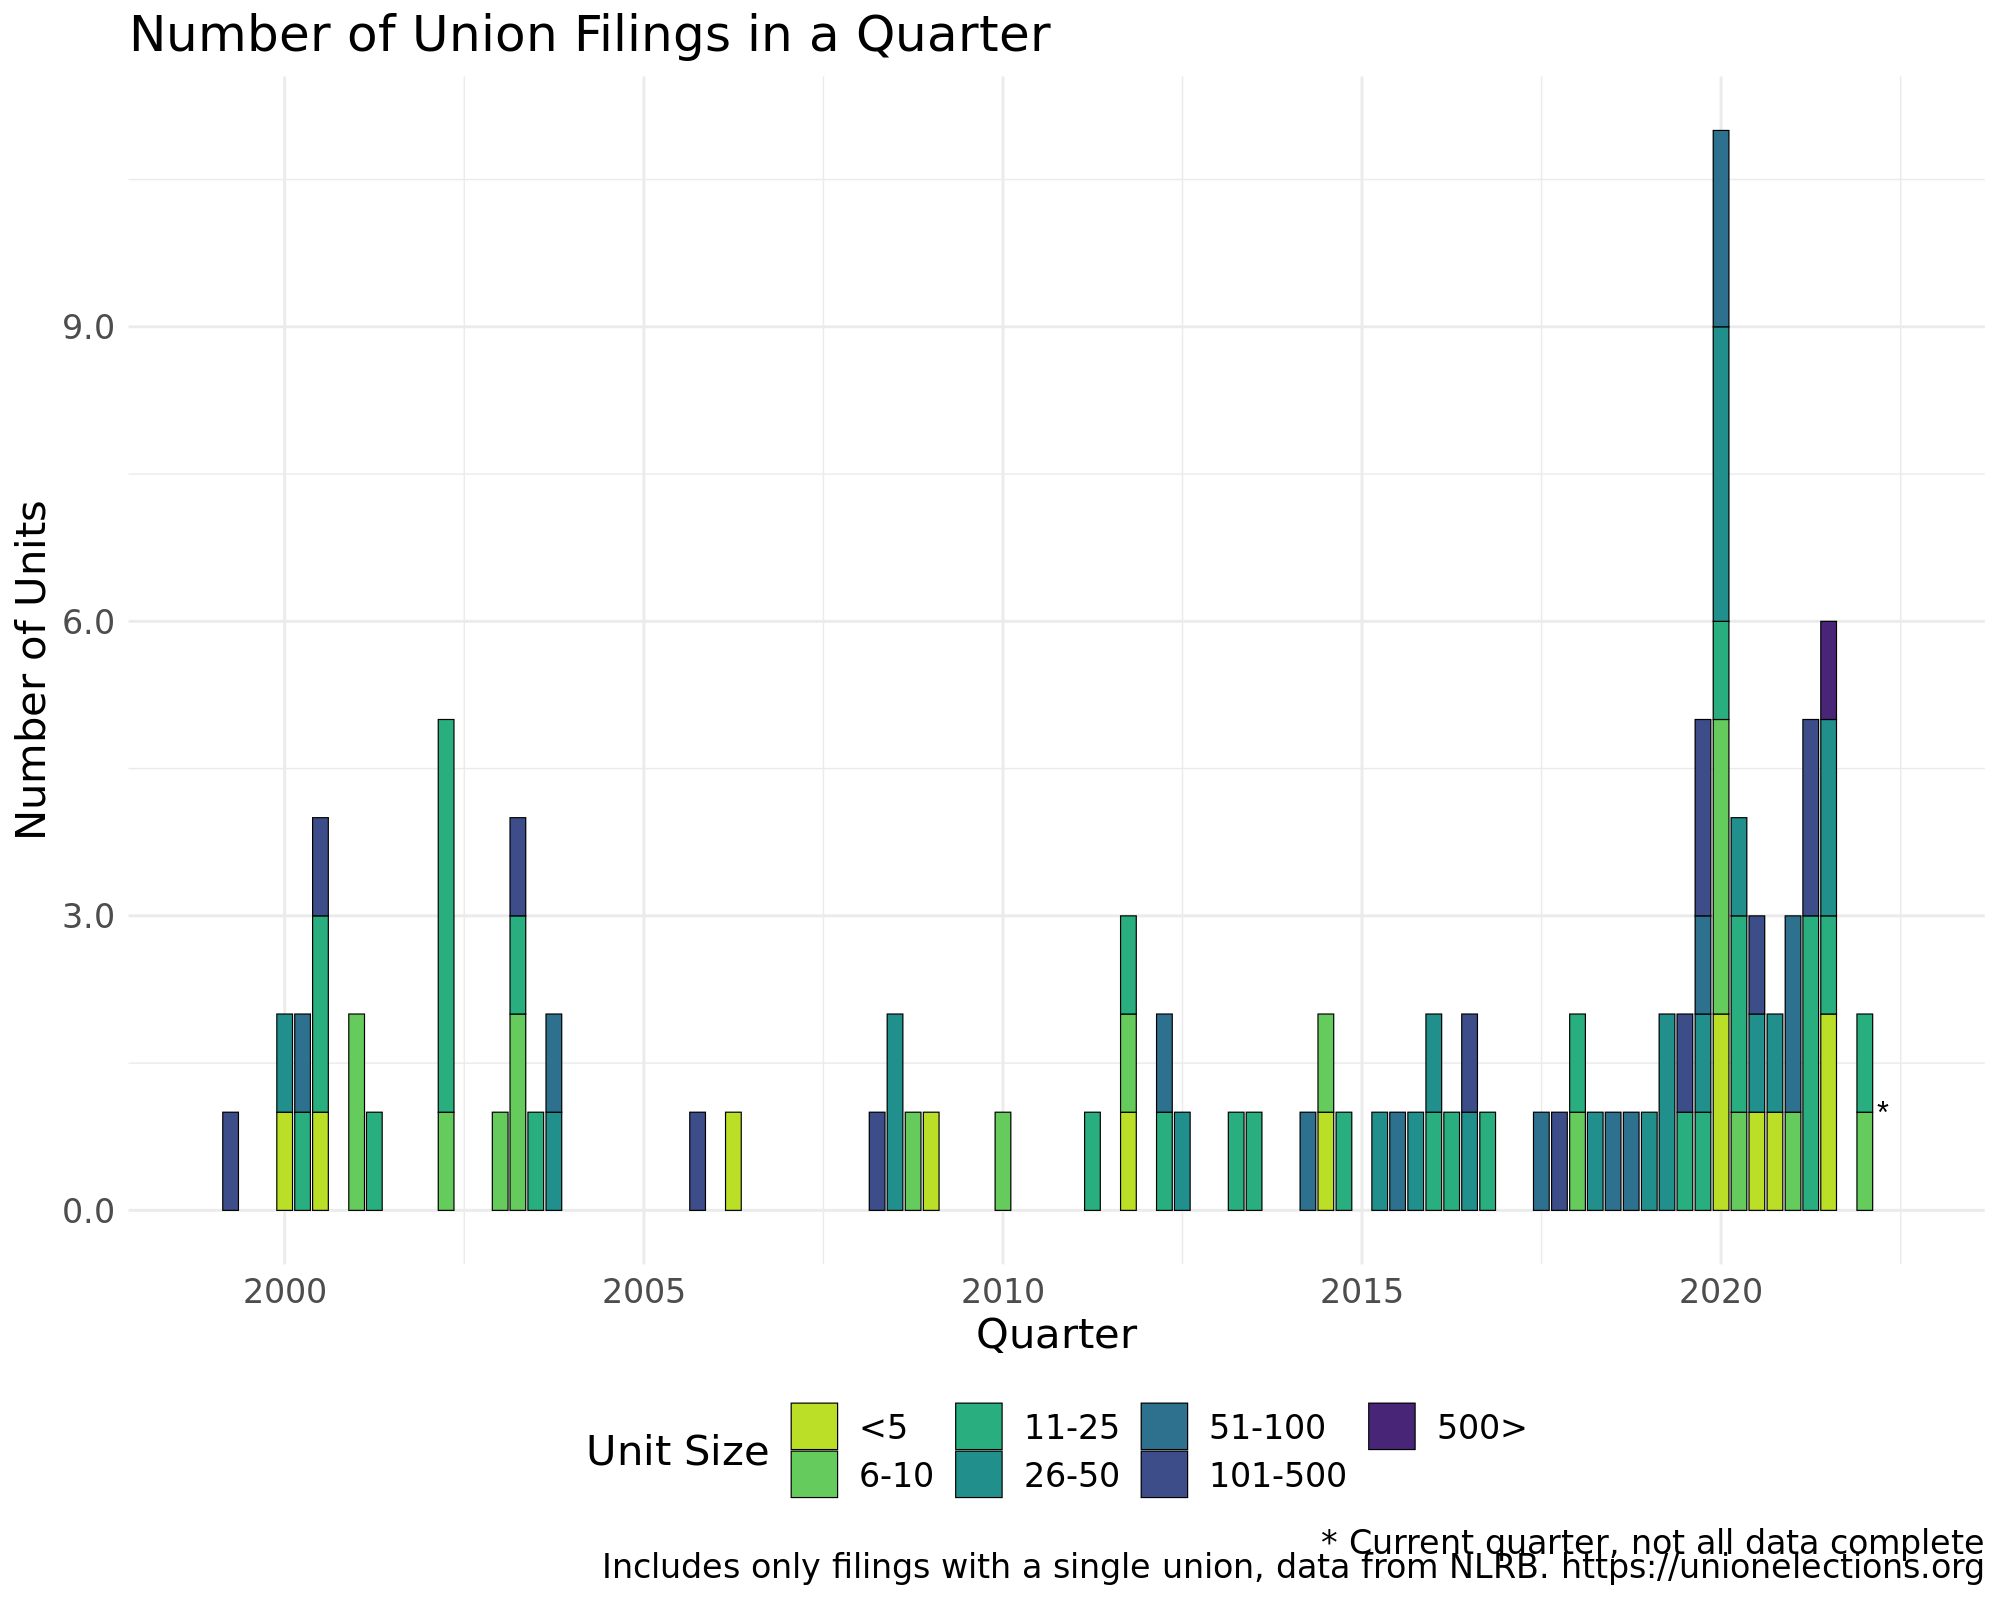 Number of Union Filings in a Quarter
Number of Units
9.0
6.0
3.0
0.0
*
2000 2005 2010 2015 2020
Quarter
Unit Size
<5 11-25 51-100 500>
6-10 26-50 101-500
* Current quarter, not all data complete
Includes only filings with a single union, data from NLRB. https://unionelections.org